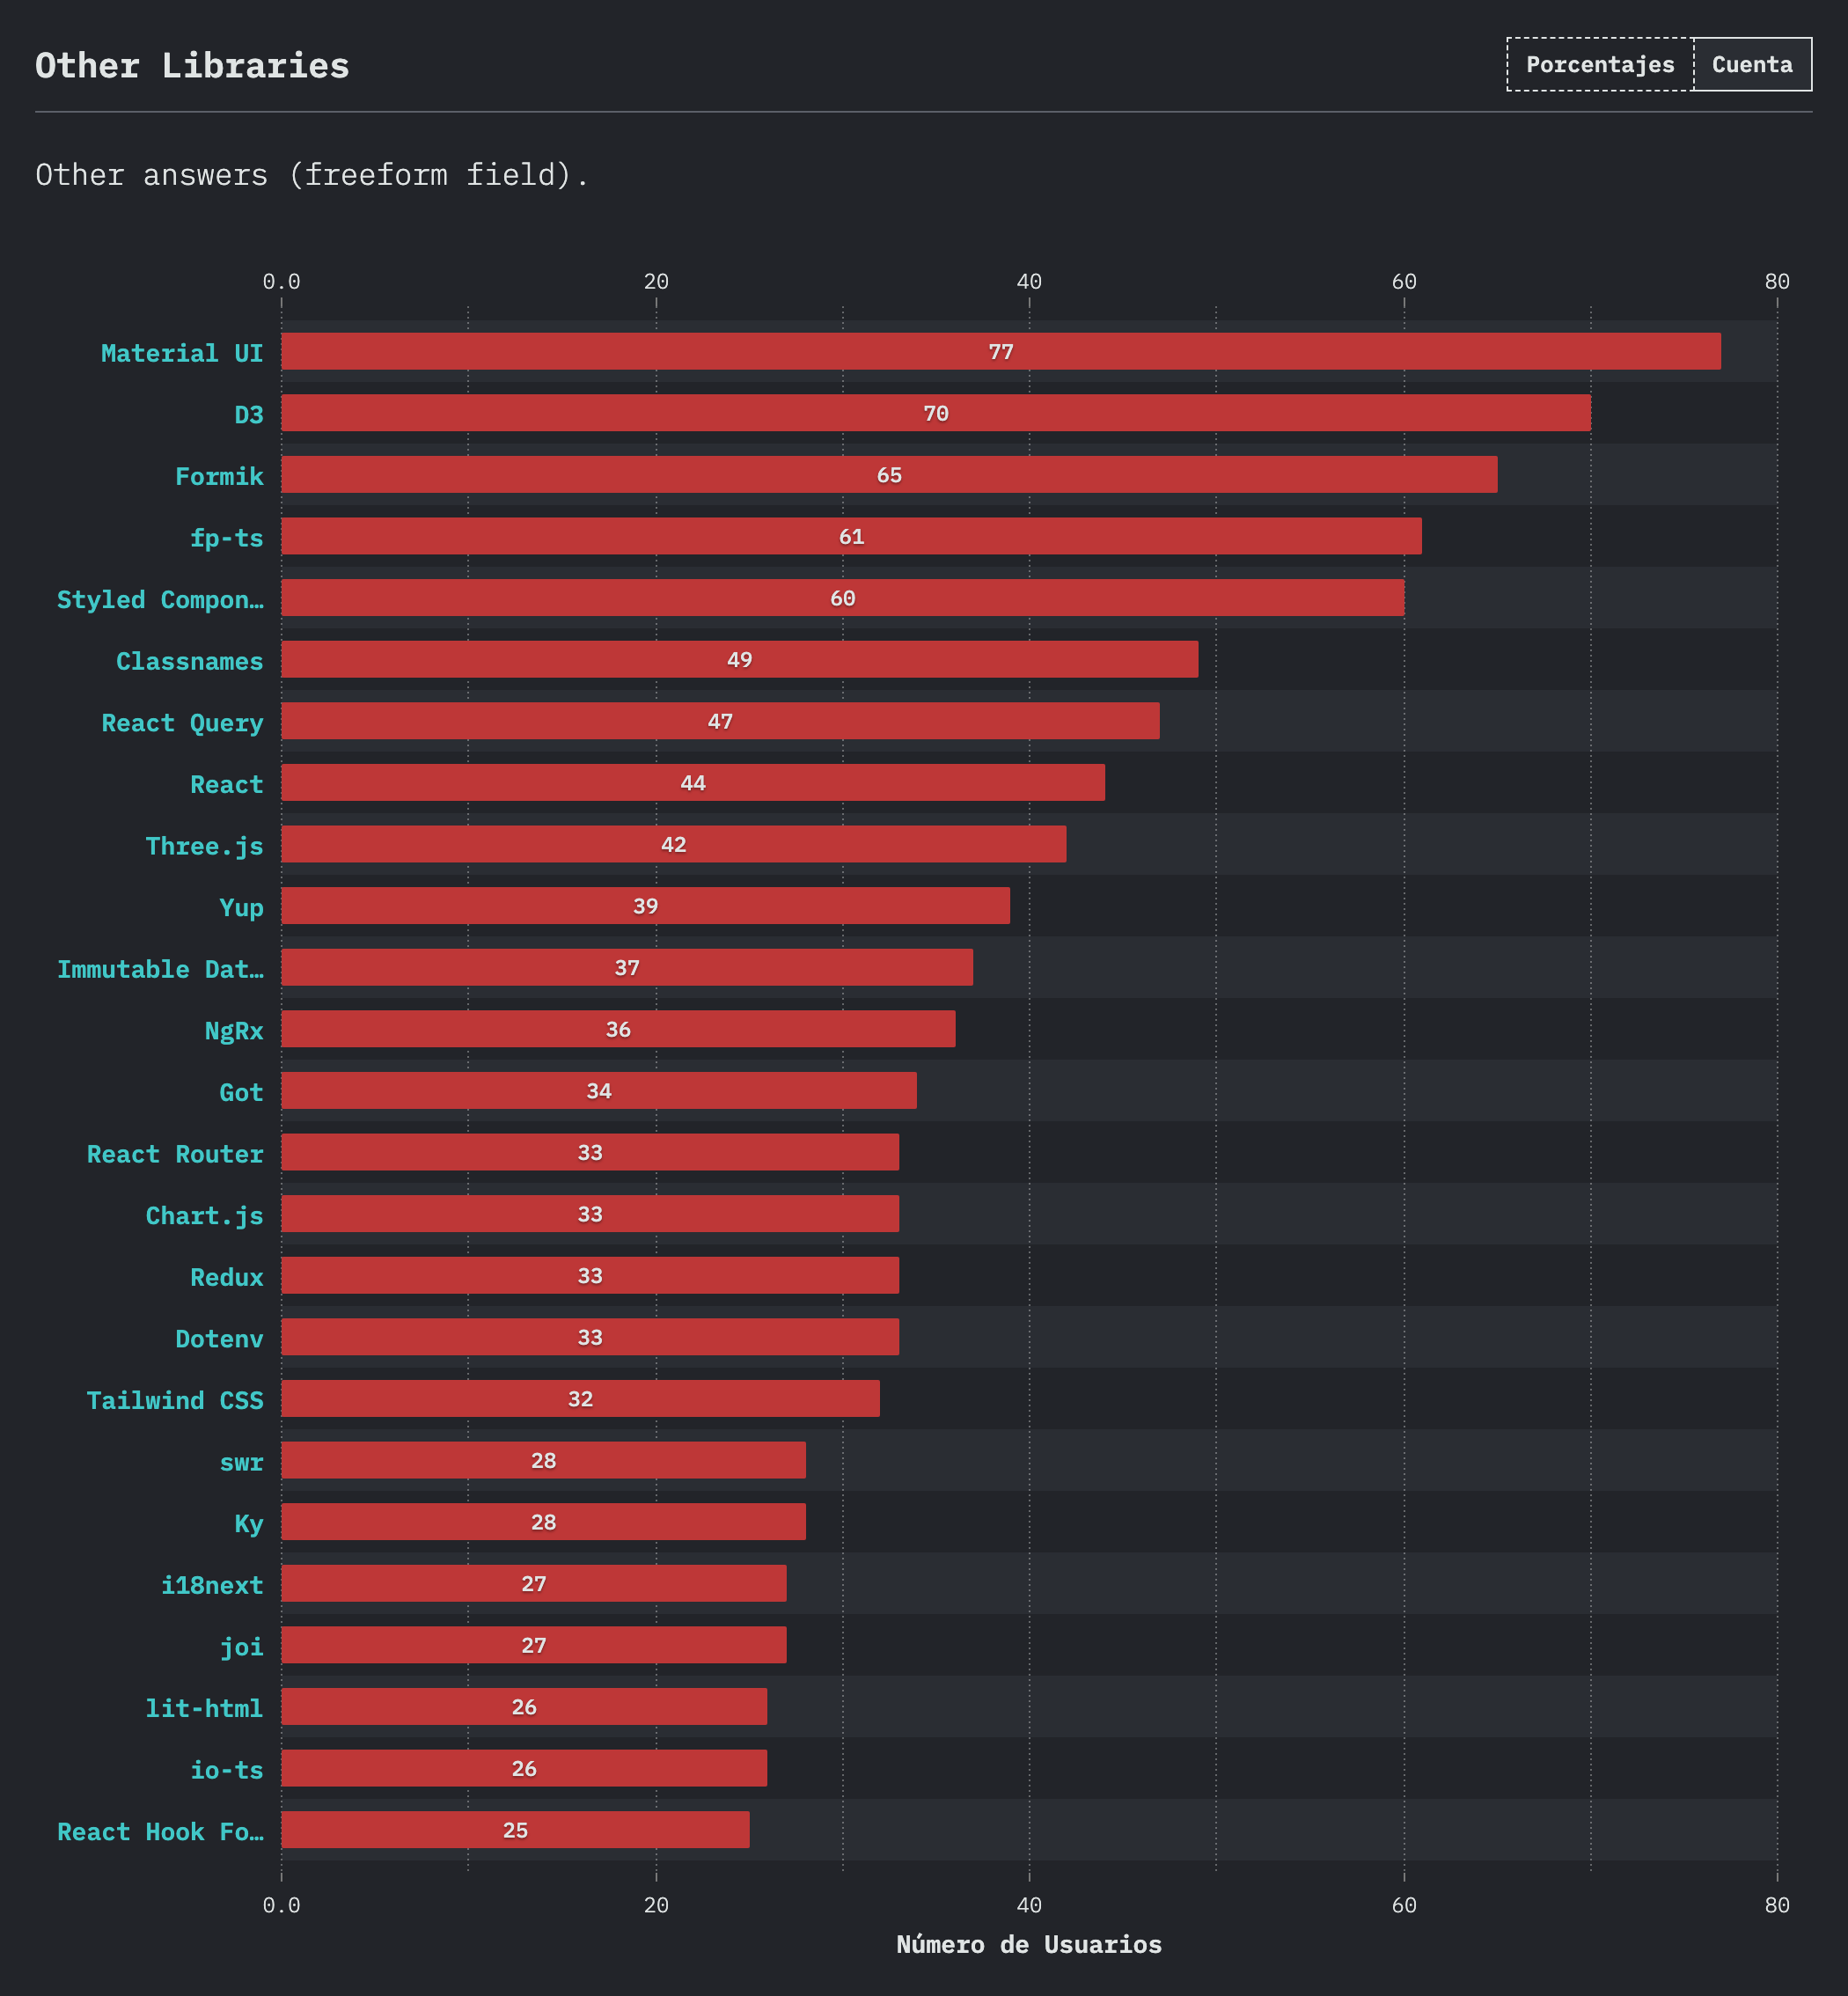 Other Libraries
Porcentajes Cuenta
Other answers (freeform field).
0.0 20 40 60 80
Material UI 77
D3 70
Formik 65
fp-ts 61
Styled Compon… 60
Classnames 49
React Query 47
React 44
Three.js 42
Yup 39
Immutable Dat… 37
NgRx 36
Got 34
React Router 33
Chart.js 33
Redux 33
Dotenv 33
Tailwind CSS 32
swr 28
Ky 28
i18next 27
joi 27
lit-html 26
io-ts 26
React Hook Fo… 25
0.0 20 40 60 80
Número de Usuarios